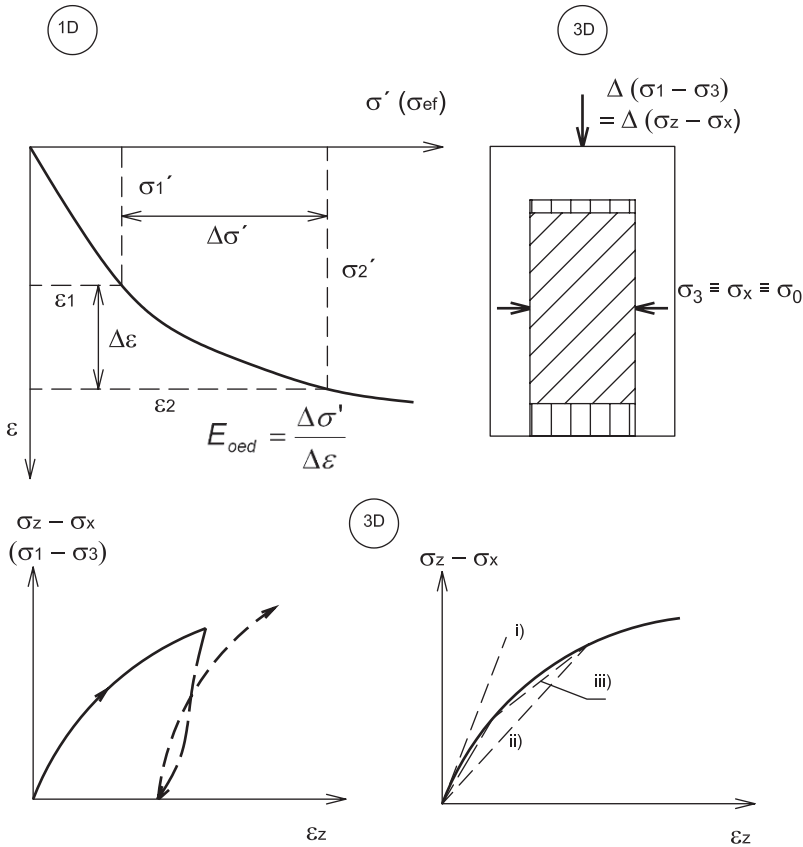 1D
3D
σ´ (σef)
Δ (σ1 – σ3)
= Δ (σz – σx)
σ1´
Δσ´
σ2´
ε1
σ3 ≡ σx ≡ σ0
Δε
ε2
ε
Eoed = Δσ' / Δε
3D
σz – σx
(σ1 – σ3)
σz – σx
i)
iii)
ii)
εz
εz